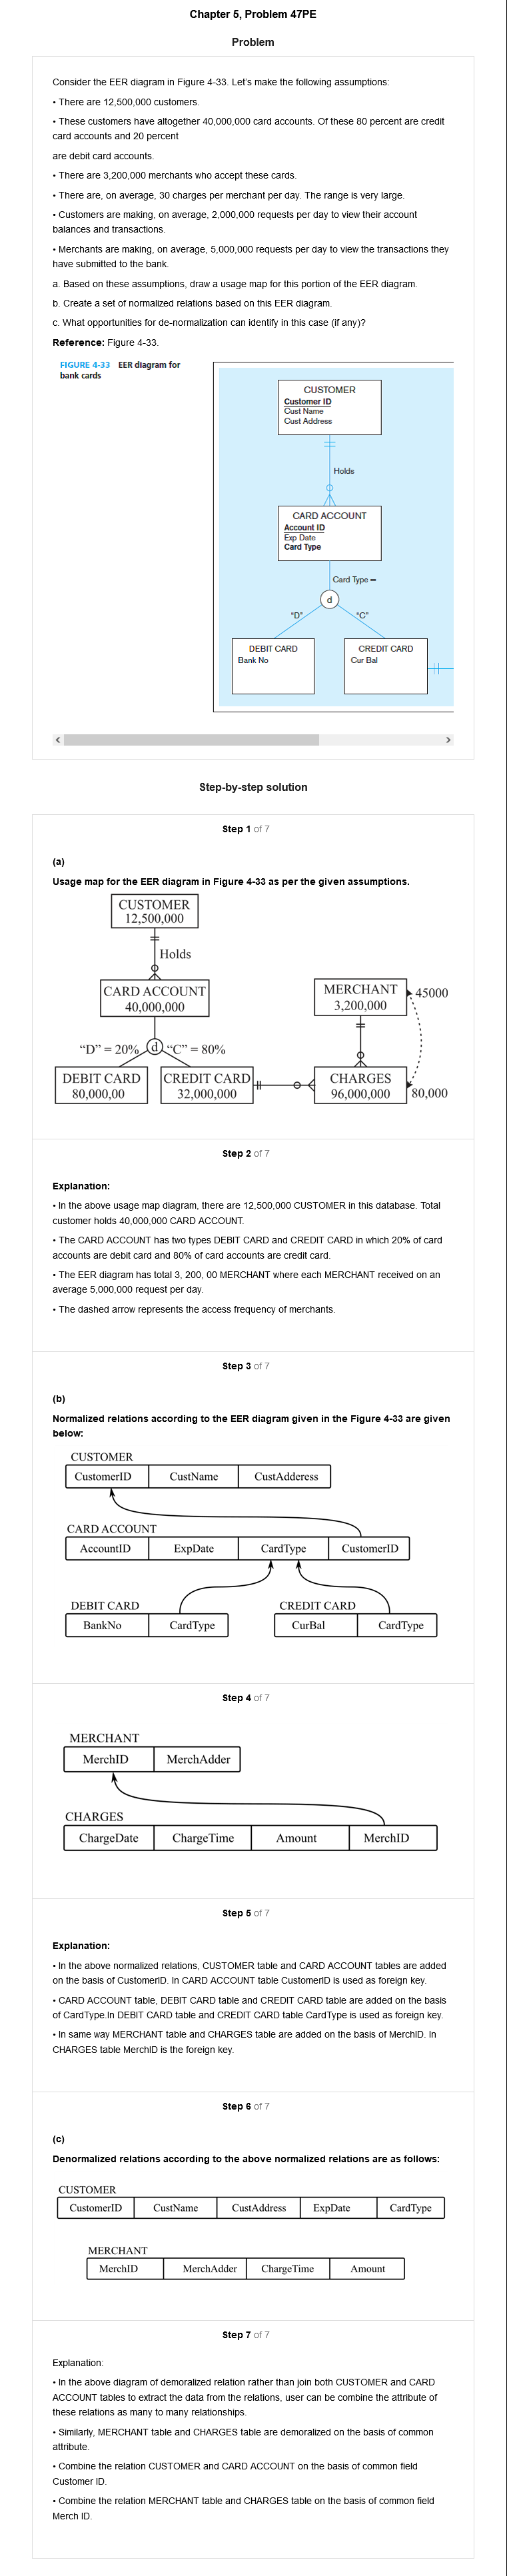 Chapter 5, Problem 47PE
Problem
Consider the EER diagram in Figure 4-33. Let's make the following assumptions:
• There are 12,500,000 customers.
• These customers have altogether 40,000,000 card accounts. Of these 80 percent are credit
card accounts and 20 percent
are debit card accounts.
• There are 3,200,000 merchants who accept these cards.
• There are, on average, 30 charges per merchant per day. The range is very large.
• Customers are making, on average, 2,000,000 requests per day to view their account
balances and transactions.
• Merchants are making, on average, 5,000,000 requests per day to view the transactions they
have submitted to the bank.
a. Based on these assumptions, draw a usage map for this portion of the EER diagram.
b. Create a set of normalized relations based on this EER diagram.
c. What opportunities for de-normalization can identify in this case (if any)?
Reference: Figure 4-33.
FIGURE 4-33 EER diagram for
bank cards
CUSTOMER
Customer ID
Cust Name
Cust Address
Holds
CARD ACCOUNT
Account ID
Exp Date
Card Type
Card Type =
d
"D" "C"
DEBIT CARD CREDIT CARD
Bank No Cur Bal
Step-by-step solution
Step 1 of 7
(a)
Usage map for the EER diagram in Figure 4-33 as per the given assumptions.
CUSTOMER
12,500,000
Holds
CARD ACCOUNT MERCHANT 45000
40,000,000 3,200,000
"D" = 20% d "C" = 80%
DEBIT CARD CREDIT CARD CHARGES
80,000,00 32,000,000 96,000,000 80,000
Step 2 of 7
Explanation:
• In the above usage map diagram, there are 12,500,000 CUSTOMER in this database. Total
customer holds 40,000,000 CARD ACCOUNT.
• The CARD ACCOUNT has two types DEBIT CARD and CREDIT CARD in which 20% of card
accounts are debit card and 80% of card accounts are credit card.
• The EER diagram has total 3, 200, 00 MERCHANT where each MERCHANT received on an
average 5,000,000 request per day.
• The dashed arrow represents the access frequency of merchants.
Step 3 of 7
(b)
Normalized relations according to the EER diagram given in the Figure 4-33 are given
below:
CUSTOMER
CustomerID CustName CustAdderess
CARD ACCOUNT
AccountID ExpDate CardType CustomerID
DEBIT CARD CREDIT CARD
BankNo CardType CurBal CardType
Step 4 of 7
MERCHANT
MerchID MerchAdder
CHARGES
ChargeDate ChargeTime Amount MerchID
Step 5 of 7
Explanation:
• In the above normalized relations, CUSTOMER table and CARD ACCOUNT tables are added
on the basis of CustomerID. In CARD ACCOUNT table CustomerID is used as foreign key.
• CARD ACCOUNT table, DEBIT CARD table and CREDIT CARD table are added on the basis
of CardType.In DEBIT CARD table and CREDIT CARD table CardType is used as foreign key.
• In same way MERCHANT table and CHARGES table are added on the basis of MerchID. In
CHARGES table MerchID is the foreign key.
Step 6 of 7
(c)
Denormalized relations according to the above normalized relations are as follows:
CUSTOMER
CustomerID CustName CustAddress ExpDate CardType
MERCHANT
MerchID MerchAdder ChargeTime Amount
Step 7 of 7
Explanation:
• In the above diagram of demoralized relation rather than join both CUSTOMER and CARD
ACCOUNT tables to extract the data from the relations, user can be combine the attribute of
these relations as many to many relationships.
• Similarly, MERCHANT table and CHARGES table are demoralized on the basis of common
attribute.
• Combine the relation CUSTOMER and CARD ACCOUNT on the basis of common field
Customer ID.
• Combine the relation MERCHANT table and CHARGES table on the basis of common field
Merch ID.